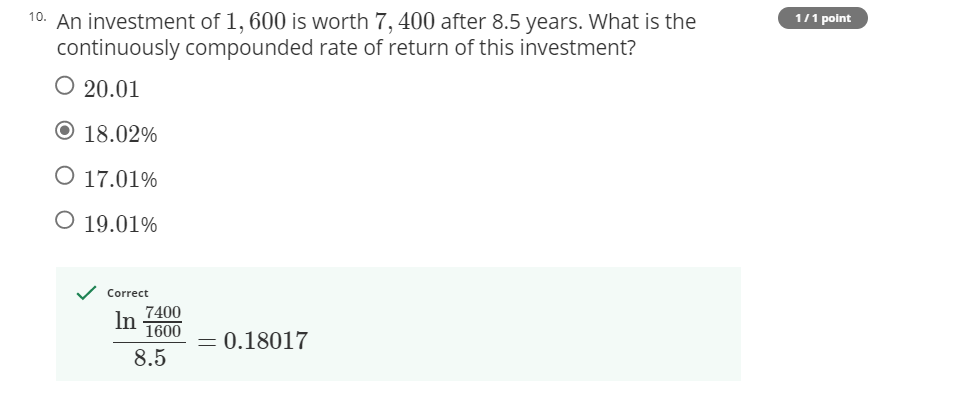 10. An investment of 1, 600 is worth 7, 400 after 8.5 years. What is the
1 / 1 point
continuously compounded rate of return of this investment?
20.01
18.02%
17.01%
19.01%
Correct
ln 7400/1600
= 0.18017
8.5